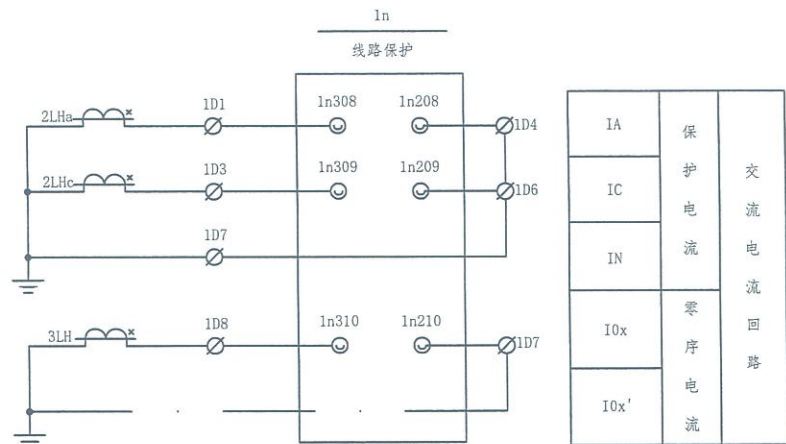 1n
线路保护
2LHa
1D1
1n308
1n208
1D4
2LHc
1D3
1n309
1n209
1D6
1D7
3LH
1D8
1n310
1n210
1D7
IA
IC
IN
I0x
I0x'
保护电流
零序电流
交流电流回路